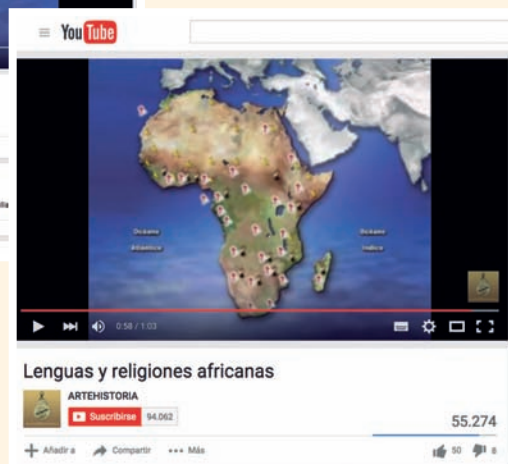 YouTube
Océano
Atlántico
Océano
Índico
0:58 / 1:03
Lenguas y religiones africanas
ARTEHISTORIA
Suscribirse 94.062
55.274
Añadir a Compartir Más
50 8